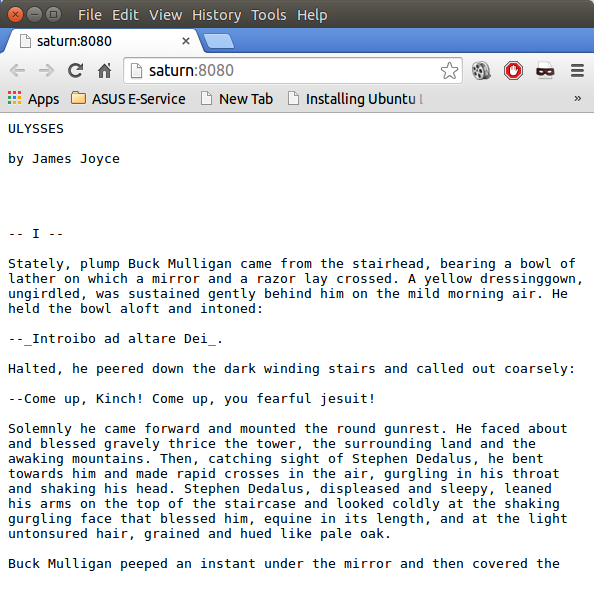 File Edit View History Tools Help
saturn:8080
saturn:8080
Apps ASUS E-Service New Tab Installing Ubuntu
ULYSSES
by James Joyce
-- I --
Stately, plump Buck Mulligan came from the stairhead, bearing a bowl of
lather on which a mirror and a razor lay crossed. A yellow dressinggown,
ungirdled, was sustained gently behind him on the mild morning air. He
held the bowl aloft and intoned:
--_Introibo ad altare Dei_.
Halted, he peered down the dark winding stairs and called out coarsely:
--Come up, Kinch! Come up, you fearful jesuit!
Solemnly he came forward and mounted the round gunrest. He faced about
and blessed gravely thrice the tower, the surrounding land and the
awaking mountains. Then, catching sight of Stephen Dedalus, he bent
towards him and made rapid crosses in the air, gurgling in his throat
and shaking his head. Stephen Dedalus, displeased and sleepy, leaned
his arms on the top of the staircase and looked coldly at the shaking
gurgling face that blessed him, equine in its length, and at the light
untonsured hair, grained and hued like pale oak.
Buck Mulligan peeped an instant under the mirror and then covered the